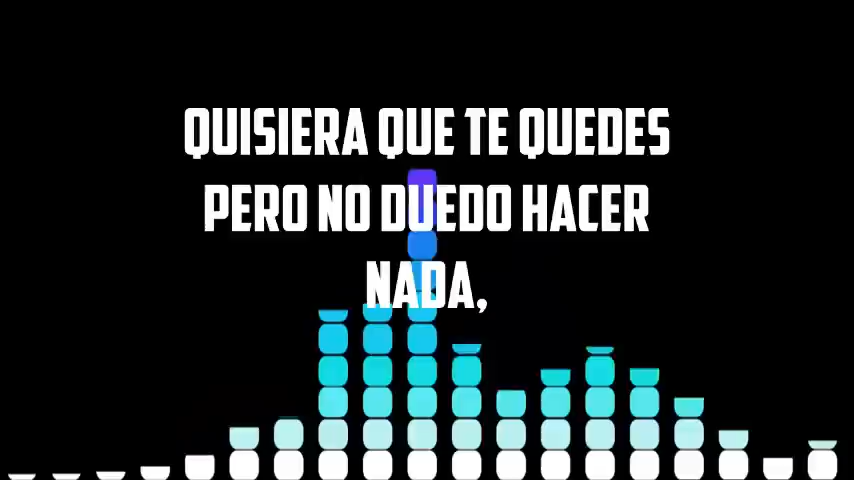 QUISIERA QUE TE QUEDES
PERO NO DUEDO HACER
NADA,